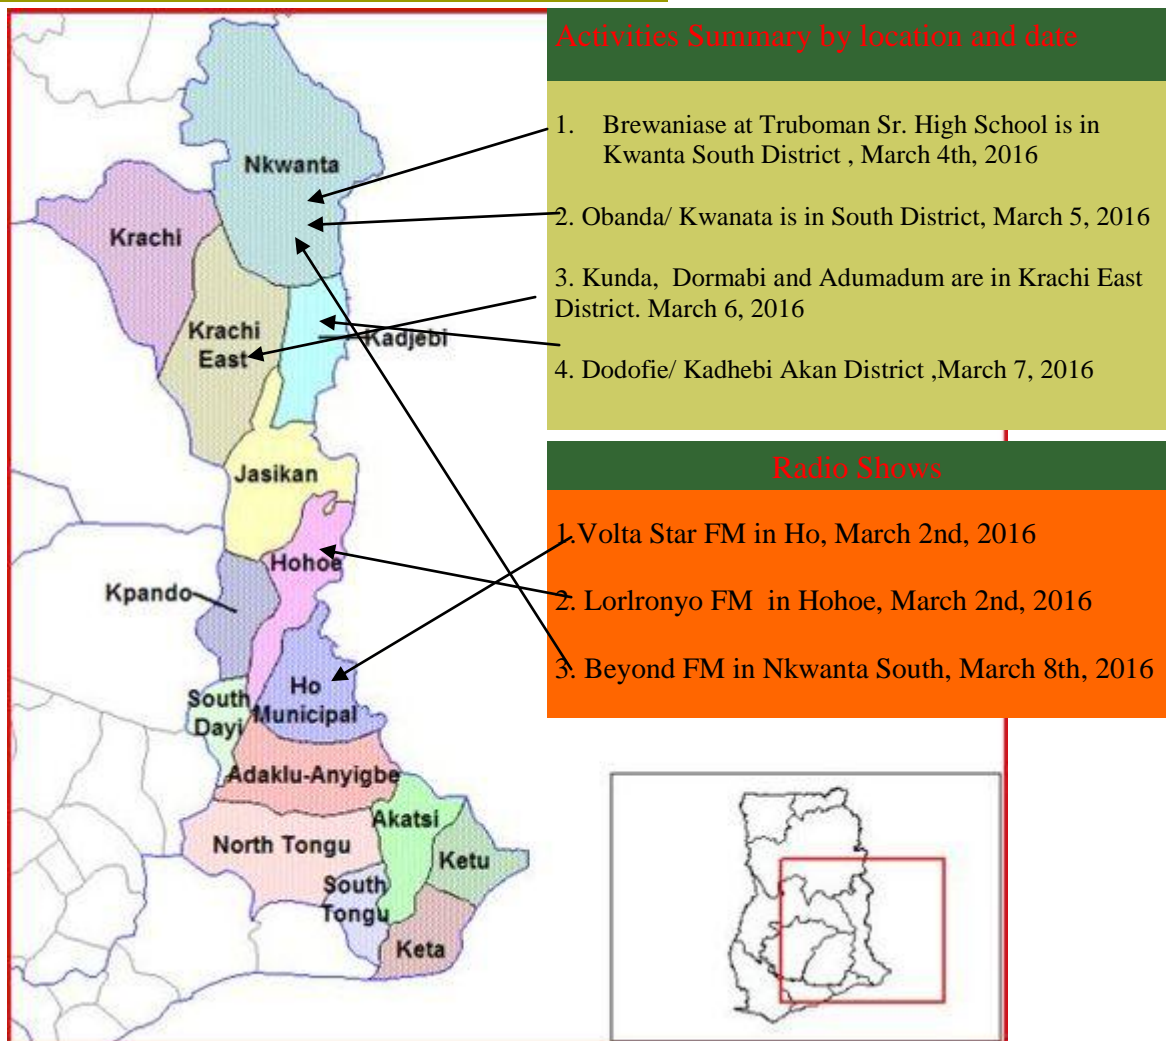 Activities Summary by location and date
1. Brewaniase at Truboman Sr. High School is in
Kwanta South District , March 4th, 2016
2. Obanda/ Kwanata is in South District, March 5, 2016
3. Kunda, Dormabi and Adumadum are in Krachi East
District. March 6, 2016
4. Dodofie/ Kadhebi Akan District ,March 7, 2016
Radio Shows
1.Volta Star FM in Ho, March 2nd, 2016
2. Lorlronyo FM in Hohoe, March 2nd, 2016
3. Beyond FM in Nkwanta South, March 8th, 2016
Nkwanta
Krachi
Krachi
East
Kadjebi
Jasikan
Hohoe
Kpando
Ho
Municipal
South
Dayi
Adaklu-Anyigbe
Akatsi
North Tongu
Ketu
South
Tongu
Keta